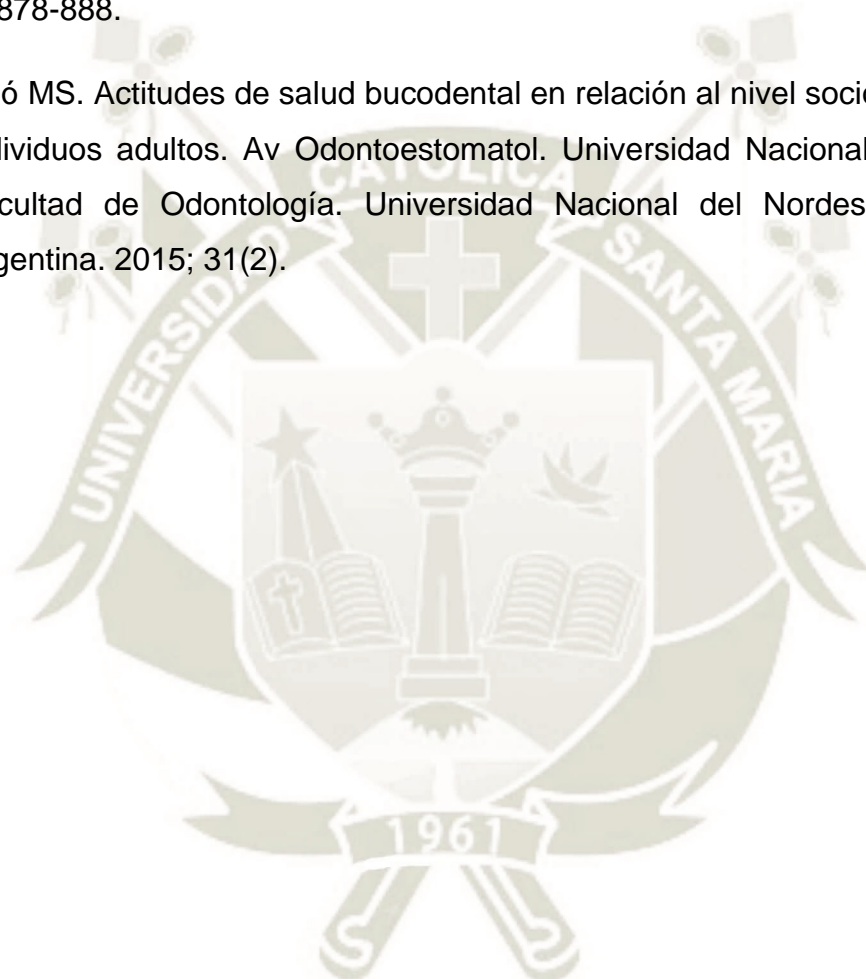 878-888.
ó MS. Actitudes de salud bucodental en relación al nivel socio
dividuos adultos. Av Odontoestomatol. Universidad Nacional
cultad de Odontología. Universidad Nacional del Nordes
gentina. 2015; 31(2).
UNIVERSIDAD CATOLICA SANTA MARIA
1961